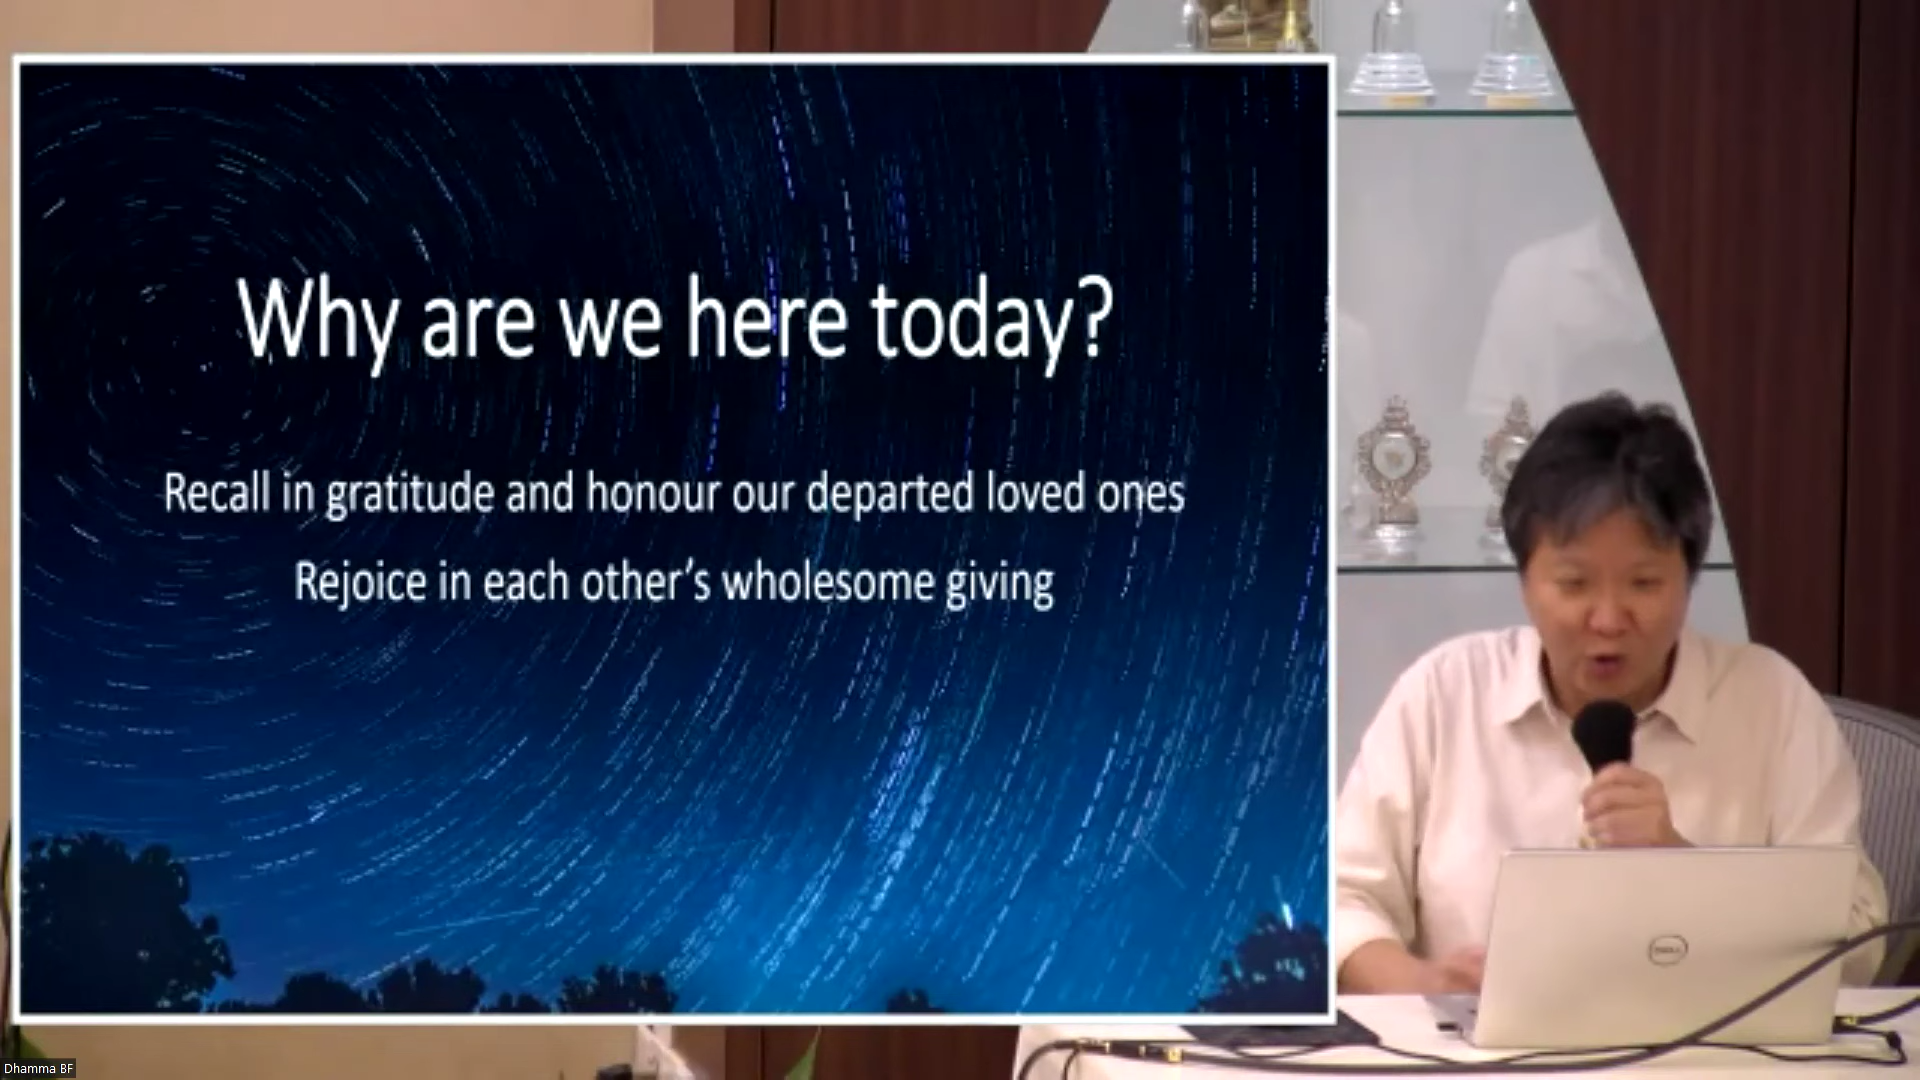 Why are we here today?
Recall in gratitude and honour our departed loved ones
Rejoice in each other's wholesome giving
DELL
Dhamma BF